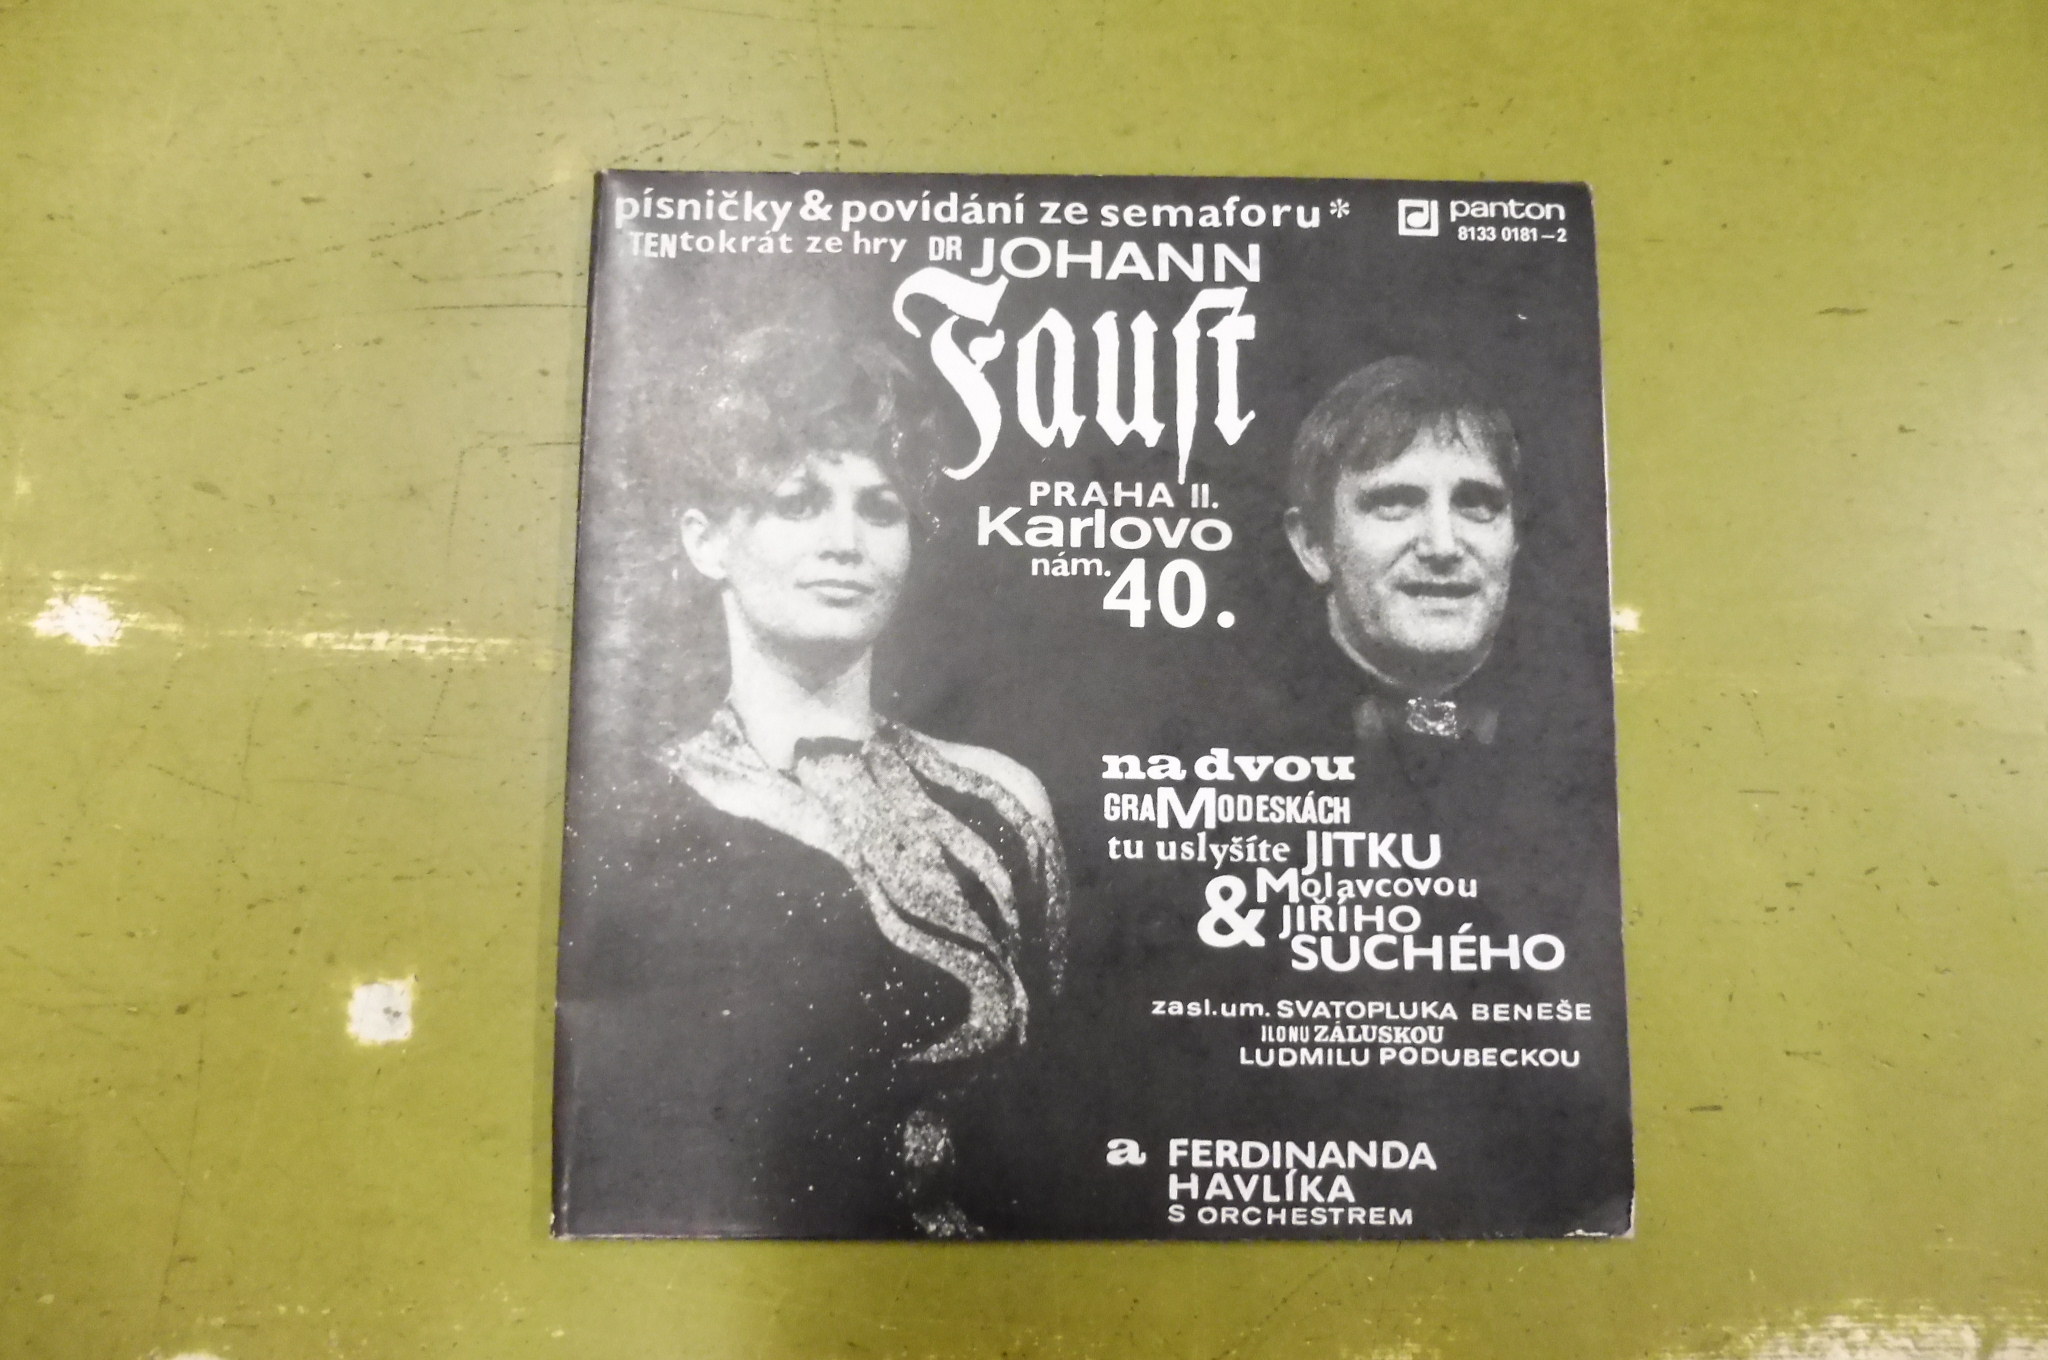 písničky & povídání ze semaforu*
panton
8133 0181-2
TENtokrát ze hry DR JOHANN
Fauſt
PRAHA II.
Karlovo
nám. 40.
na dvou
GRAMODESKÁCH
tu uslyšíte JITKU
& Molavcovou
JIŘÍHO
SUCHÉHO
zasl.um. SVATOPLUKA BENEŠE
ILONU ZÁLUSKOU
LUDMILU PODUBECKOU
a FERDINANDA
HAVLÍKA
S ORCHESTREM